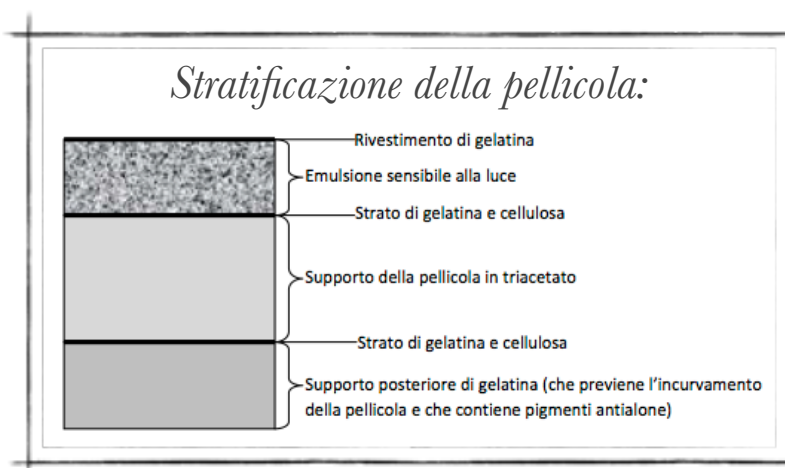 Stratificazione della pellicola:
Rivestimento di gelatina
Emulsione sensibile alla luce
Strato di gelatina e cellulosa
Supporto della pellicola in triacetato
Strato di gelatina e cellulosa
Supporto posteriore di gelatina (che previene l'incurvamento
della pellicola e che contiene pigmenti antialone)